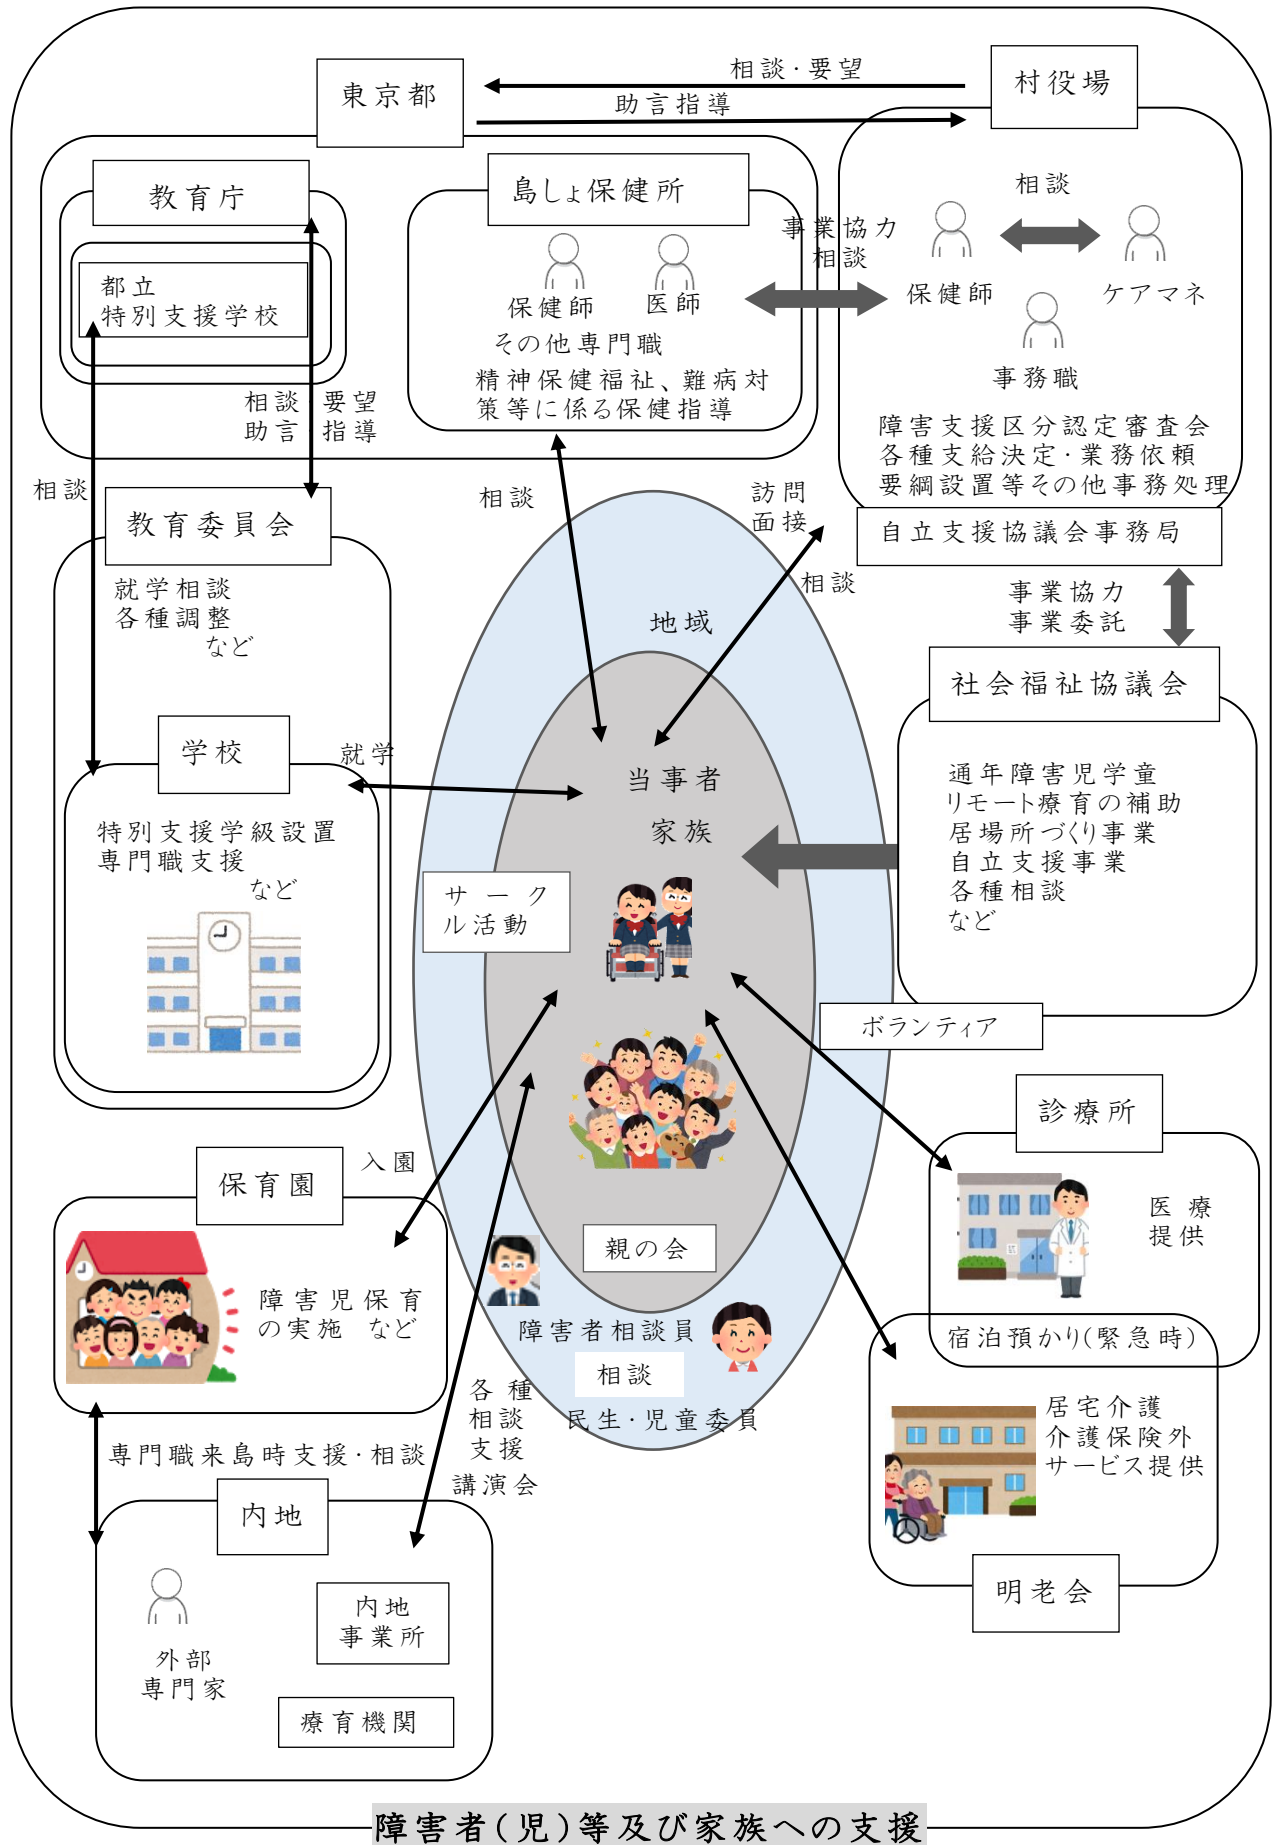 東京都
相談・要望
助言指導
村役場
教育庁
都立
特別支援学校
島しょ保健所
保健師
医師
その他専門職
精神保健福祉、難病対
策等に係る保健指導
事業協力
相談
相談
保健師
ケアマネ
事務職
障害支援区分認定審査会
各種支給決定・業務依頼
要綱設置等その他事務処理
自立支援協議会事務局
相談 要望
助言 指導
相談
相談
訪問
面接
相談
教育委員会
就学相談
各種調整
など
地域
事業協力
事業委託
社会福祉協議会
通年障害児学童
リモート療育の補助
居場所づくり事業
自立支援事業
各種相談
など
ボランティア
学校
就学
特別支援学級設置
専門職支援
など
当事者
家族
サークル活動
親の会
障害者相談員
相談
民生・児童委員
診療所
医療
提供
宿泊預かり(緊急時)
居宅介護
介護保険外
サービス提供
明老会
保育園
入園
障害児保育
の実施 など
各種
相談
支援
講演会
専門職来島時支援・相談
内地
外部
専門家
内地
事業所
療育機関
障害者(児)等及び家族への支援